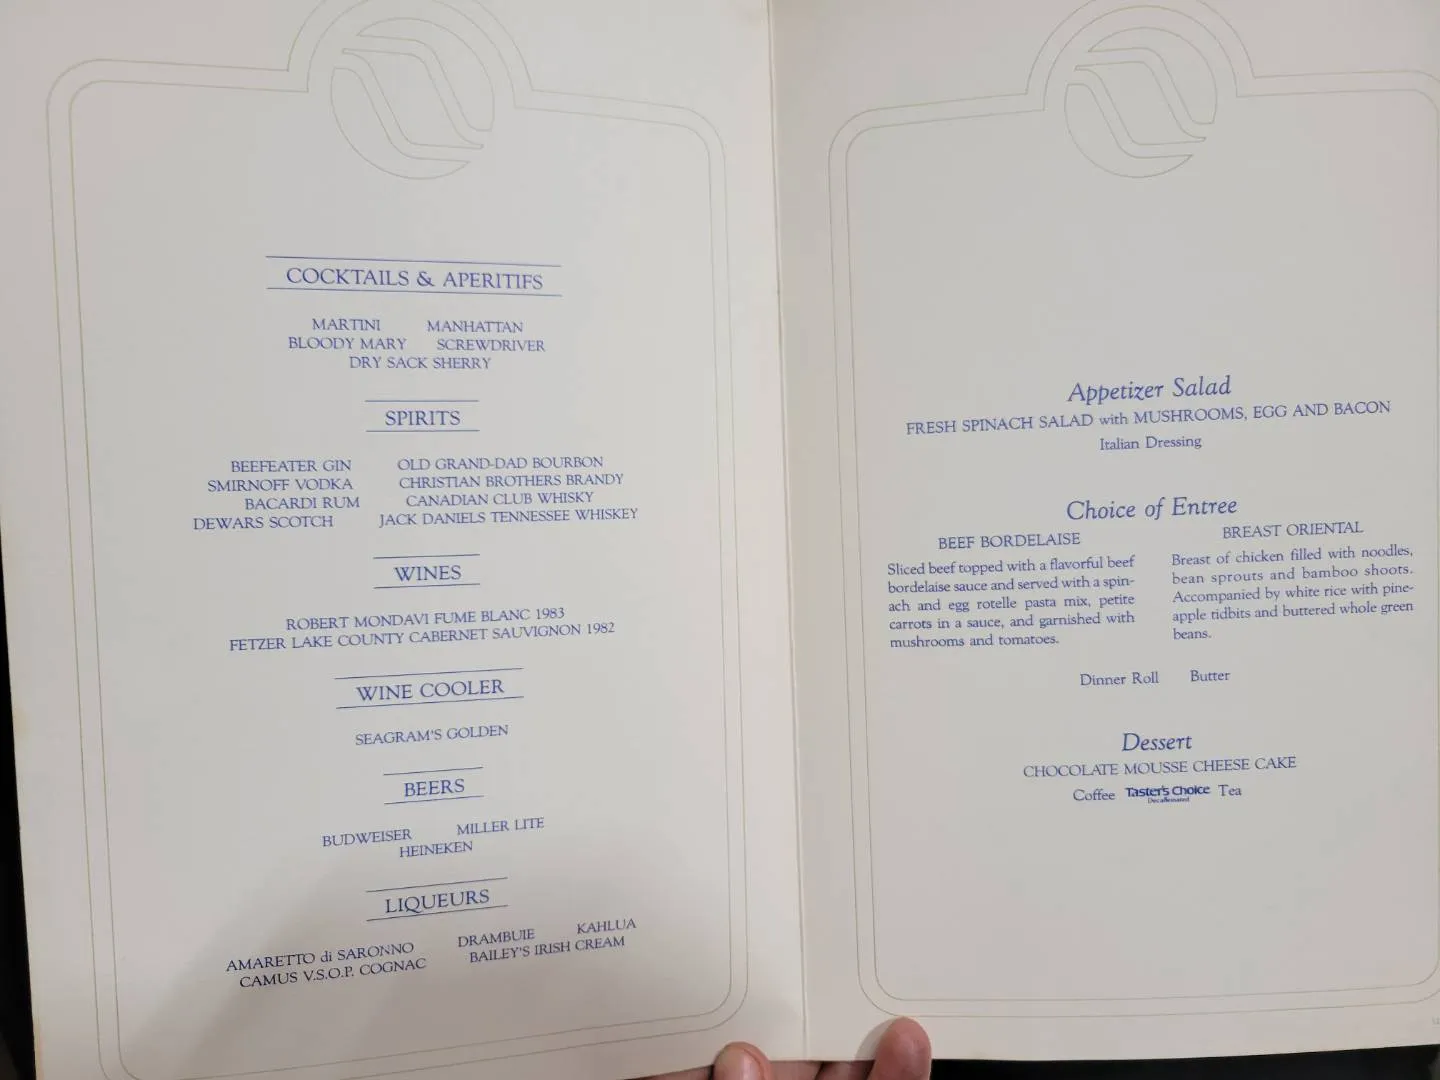 COCKTAILS & APERITIFS
MARTINI MANHATTAN
BLOODY MARY SCREWDRIVER
DRY SACK SHERRY
SPIRITS
BEEFEATER GIN OLD GRAND-DAD BOURBON
SMIRNOFF VODKA CHRISTIAN BROTHERS BRANDY
BACARDI RUM CANADIAN CLUB WHISKY
DEWARS SCOTCH JACK DANIELS TENNESSEE WHISKEY
WINES
ROBERT MONDAVI FUME BLANC 1983
FETZER LAKE COUNTY CABERNET SAUVIGNON 1982
WINE COOLER
SEAGRAM'S GOLDEN
BEERS
BUDWEISER MILLER LITE
HEINEKEN
LIQUEURS
AMARETTO di SARONNO DRAMBUIE KAHLUA
CAMUS V.S.O.P. COGNAC BAILEY'S IRISH CREAM
Appetizer Salad
FRESH SPINACH SALAD with MUSHROOMS, EGG AND BACON
Italian Dressing
Choice of Entree
BEEF BORDELAISE
Sliced beef topped with a flavorful beef
bordelaise sauce and served with a spin-
ach and egg rotelle pasta mix, petite
carrots in a sauce, and garnished with
mushrooms and tomatoes.
BREAST ORIENTAL
Breast of chicken filled with noodles,
bean sprouts and bamboo shoots.
Accompanied by white rice with pine-
apple tidbits and buttered whole green
beans.
Dinner Roll Butter
Dessert
CHOCOLATE MOUSSE CHEESE CAKE
Coffee Taster's Choice Tea
Decaffeinated